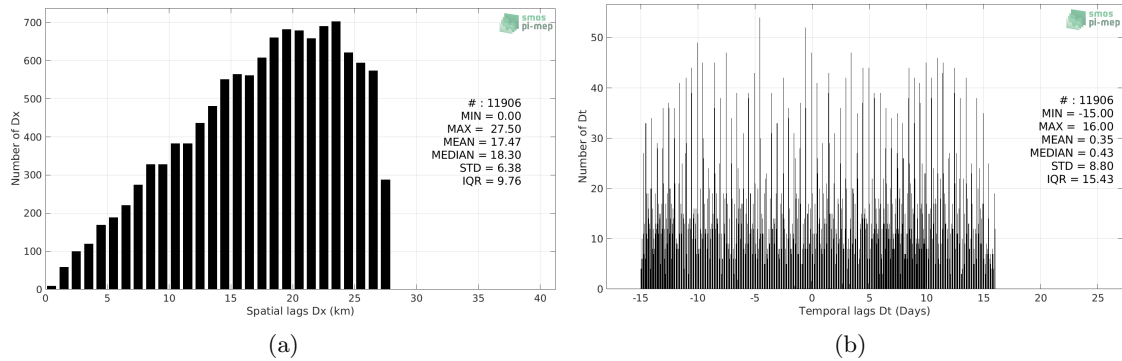 smos
pi-mep
700
600
500
400
300
200
100
0
Number of Dx
# : 11906
MIN = 0.00
MAX = 27.50
MEAN = 17.47
MEDIAN = 18.30
STD = 6.38
IQR = 9.76
0 5 10 15 20 25 30 35 40
Spatial lags Dx (km)
(a)
smos
pi-mep
50
40
30
20
10
0
Number of Dt
# : 11906
MIN = -15.00
MAX = 16.00
MEAN = 0.35
MEDIAN = 0.43
STD = 8.80
IQR = 15.43
-15 -10 -5 0 5 10 15 20 25
Temporal lags Dt (Days)
(b)